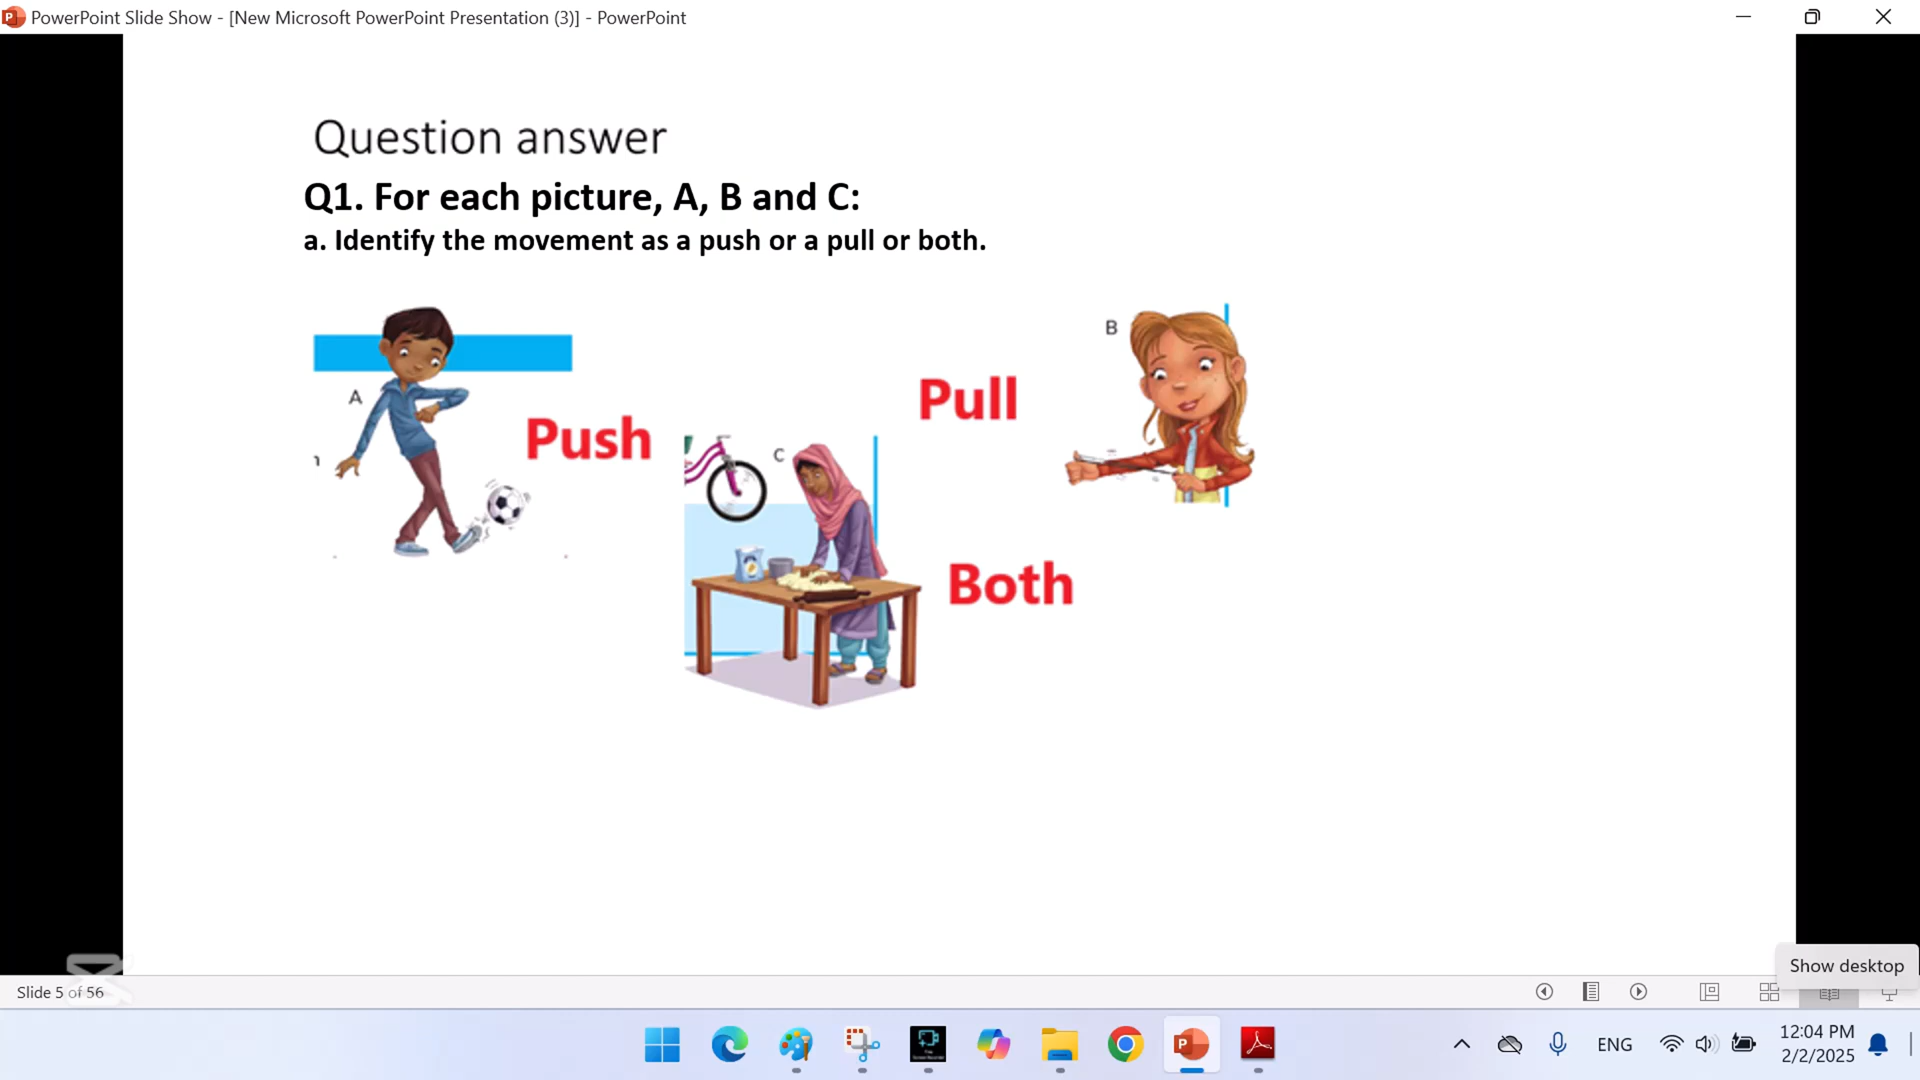 PowerPoint Slide Show - [New Microsoft PowerPoint Presentation (3)] - PowerPoint
Question answer
Q1. For each picture, A, B and C:
a. Identify the movement as a push or a pull or both.
A
Push
Pull
B
C
Both
Show desktop
Slide 5 of 56
ENG
12:04 PM
2/2/2025